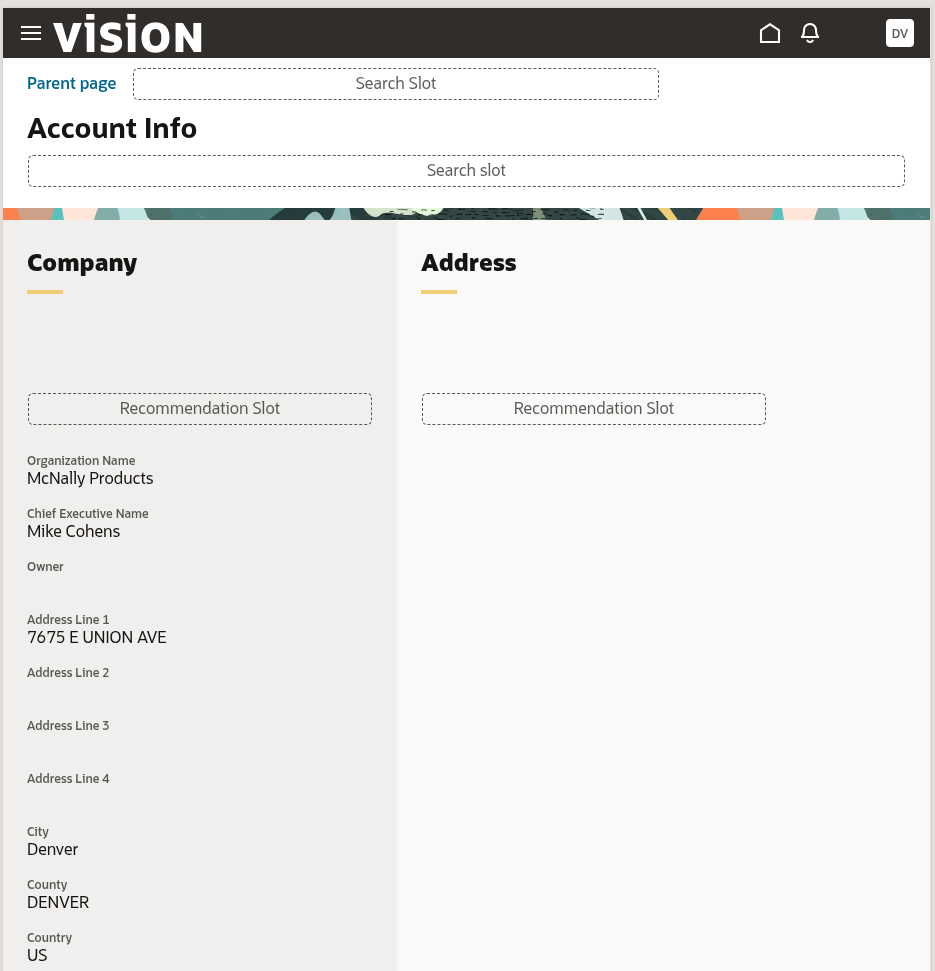 vision
DV
Parent page
Search Slot
Account Info
Search slot
Company
Recommendation Slot
Organization Name
McNally Products
Chief Executive Name
Mike Cohens
Owner
Address Line 1
7675 E UNION AVE
Address Line 2
Address Line 3
Address Line 4
City
Denver
County
DENVER
Country
US
Address
Recommendation Slot